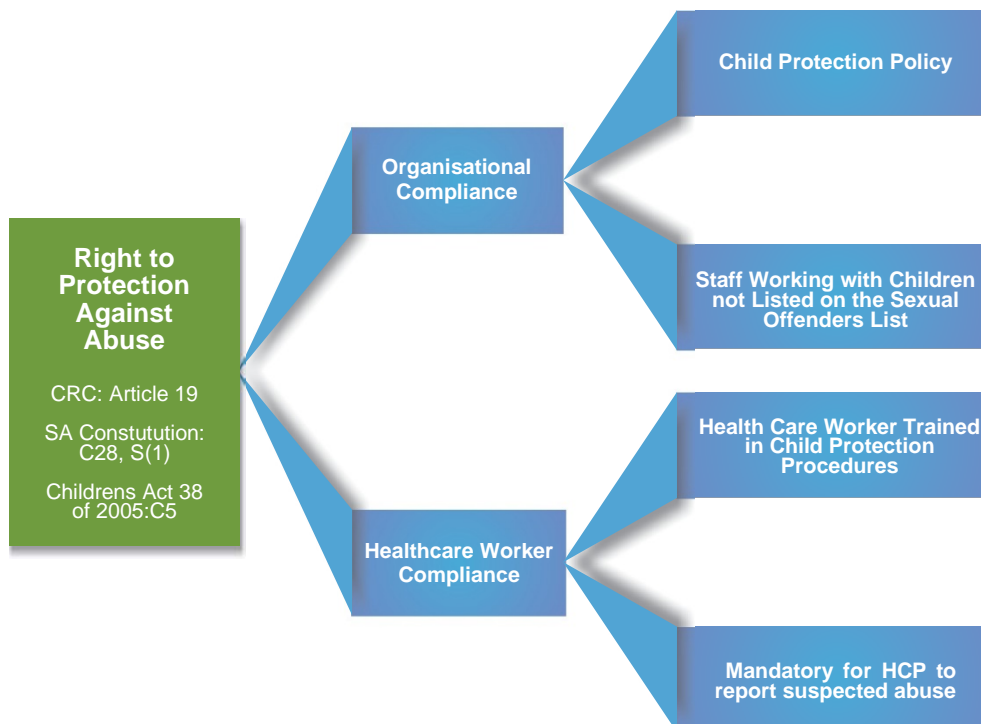 Right to
Protection
Against
Abuse
CRC: Article 19
SA Constutution:
C28, S(1)
Childrens Act 38
of 2005:C5
Organisational
Compliance
Child Protection Policy
Staff Working with Children
not Listed on the Sexual
Offenders List
Healthcare Worker
Compliance
Health Care Worker Trained
in Child Protection
Procedures
Mandatory for HCP to
report suspected abuse